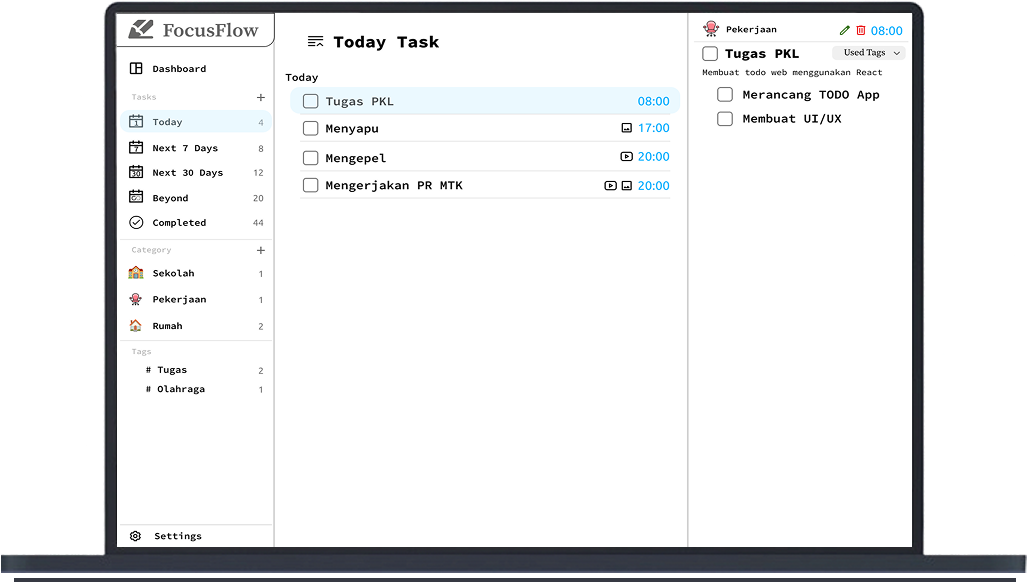 FocusFlow
Dashboard
Tasks +
1 Today 4
7 Next 7 Days 8
30 Next 30 Days 12
Beyond 20
Completed 44
Category +
Sekolah 1
Pekerjaan 1
Rumah 2
Tags
# Tugas 2
# Olahraga 1
Settings
Today Task
Today
Tugas PKL 08:00
Menyapu 17:00
Mengepel 20:00
Mengerjakan PR MTK 20:00
Pekerjaan 08:00
Tugas PKL Used Tags
Membuat todo web menggunakan React
Merancang TODO App
Membuat UI/UX